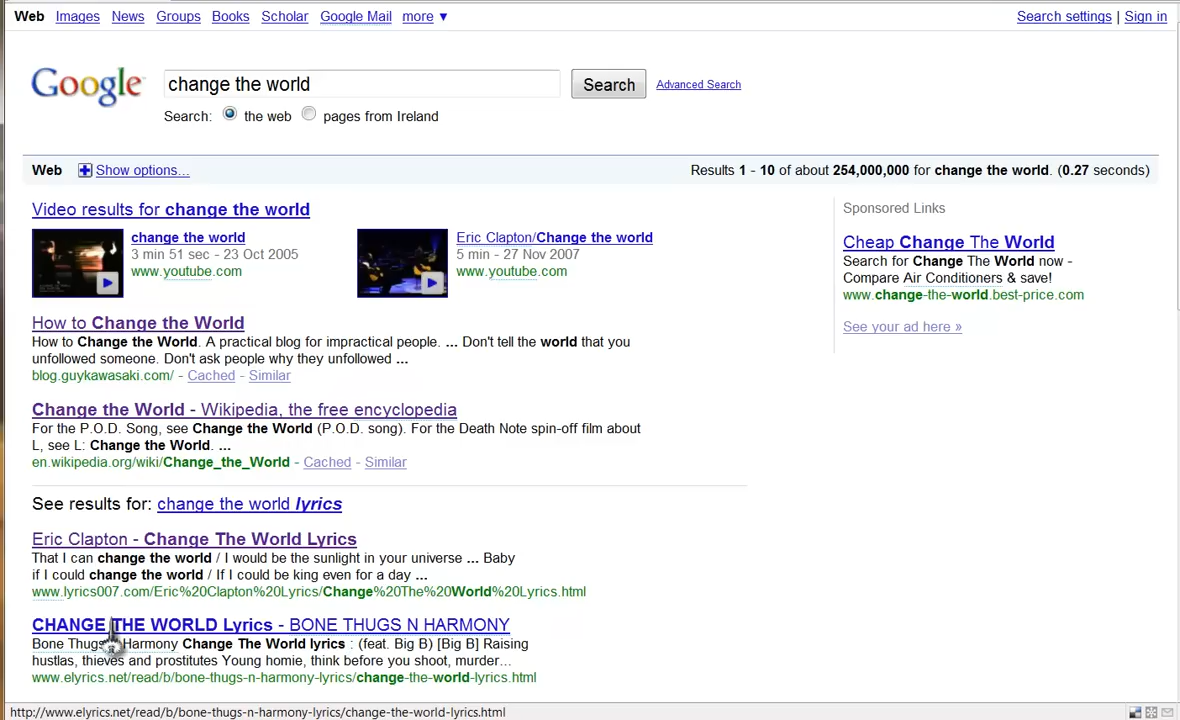 Web Images News Groups Books Scholar Google Mail more ▼ Search settings | Sign in
Google change the world Search Advanced Search
Search: the web pages from Ireland
Web Show options... Results 1 - 10 of about 254,000,000 for change the world. (0.27 seconds)
Video results for change the world
change the world
3 min 51 sec - 23 Oct 2005
www.youtube.com
Eric Clapton/Change the world
5 min - 27 Nov 2007
www.youtube.com
How to Change the World
How to Change the World. A practical blog for impractical people. ... Don't tell the world that you
unfollowed someone. Don't ask people why they unfollowed ...
blog.guykawasaki.com/ - Cached - Similar
Change the World - Wikipedia, the free encyclopedia
For the P.O.D. Song, see Change the World (P.O.D. song). For the Death Note spin-off film about
L, see L: Change the World. ...
en.wikipedia.org/wiki/Change_the_World - Cached - Similar
See results for: change the world lyrics
Eric Clapton - Change The World Lyrics
That I can change the world / I would be the sunlight in your universe ... Baby
if I could change the world / If I could be king even for a day ...
www.lyrics007.com/Eric%20Clapton%20Lyrics/Change%20The%20World%20Lyrics.html
CHANGE THE WORLD Lyrics - BONE THUGS N HARMONY
Bone Thugs Harmony Change The World lyrics : (feat. Big B) [Big B] Raising
hustlas, thieves and prostitutes Young homie, think before you shoot, murder...
www.elyrics.net/read/b/bone-thugs-n-harmony-lyrics/change-the-world-lyrics.html
Sponsored Links
Cheap Change The World
Search for Change The World now -
Compare Air Conditioners & save!
www.change-the-world.best-price.com
See your ad here »
http://www.elyrics.net/read/b/bone-thugs-n-harmony-lyrics/change-the-world-lyrics.html